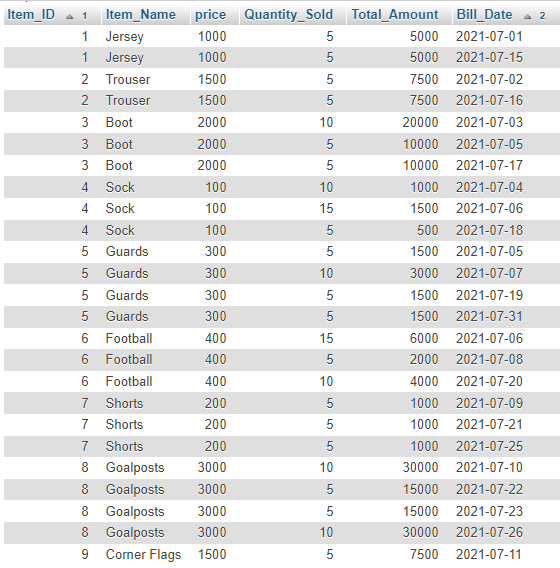 Item_ID 1 Item_Name price Quantity_Sold Total_Amount Bill_Date 2
1 Jersey 1000 5 5000 2021-07-01
1 Jersey 1000 5 5000 2021-07-15
2 Trouser 1500 5 7500 2021-07-02
2 Trouser 1500 5 7500 2021-07-16
3 Boot 2000 10 20000 2021-07-03
3 Boot 2000 5 10000 2021-07-05
3 Boot 2000 5 10000 2021-07-17
4 Sock 100 10 1000 2021-07-04
4 Sock 100 15 1500 2021-07-06
4 Sock 100 5 500 2021-07-18
5 Guards 300 5 1500 2021-07-05
5 Guards 300 10 3000 2021-07-07
5 Guards 300 5 1500 2021-07-19
5 Guards 300 5 1500 2021-07-31
6 Football 400 15 6000 2021-07-06
6 Football 400 5 2000 2021-07-08
6 Football 400 10 4000 2021-07-20
7 Shorts 200 5 1000 2021-07-09
7 Shorts 200 5 1000 2021-07-21
7 Shorts 200 5 1000 2021-07-25
8 Goalposts 3000 10 30000 2021-07-10
8 Goalposts 3000 5 15000 2021-07-22
8 Goalposts 3000 5 15000 2021-07-23
8 Goalposts 3000 10 30000 2021-07-26
9 Corner Flags 1500 5 7500 2021-07-11